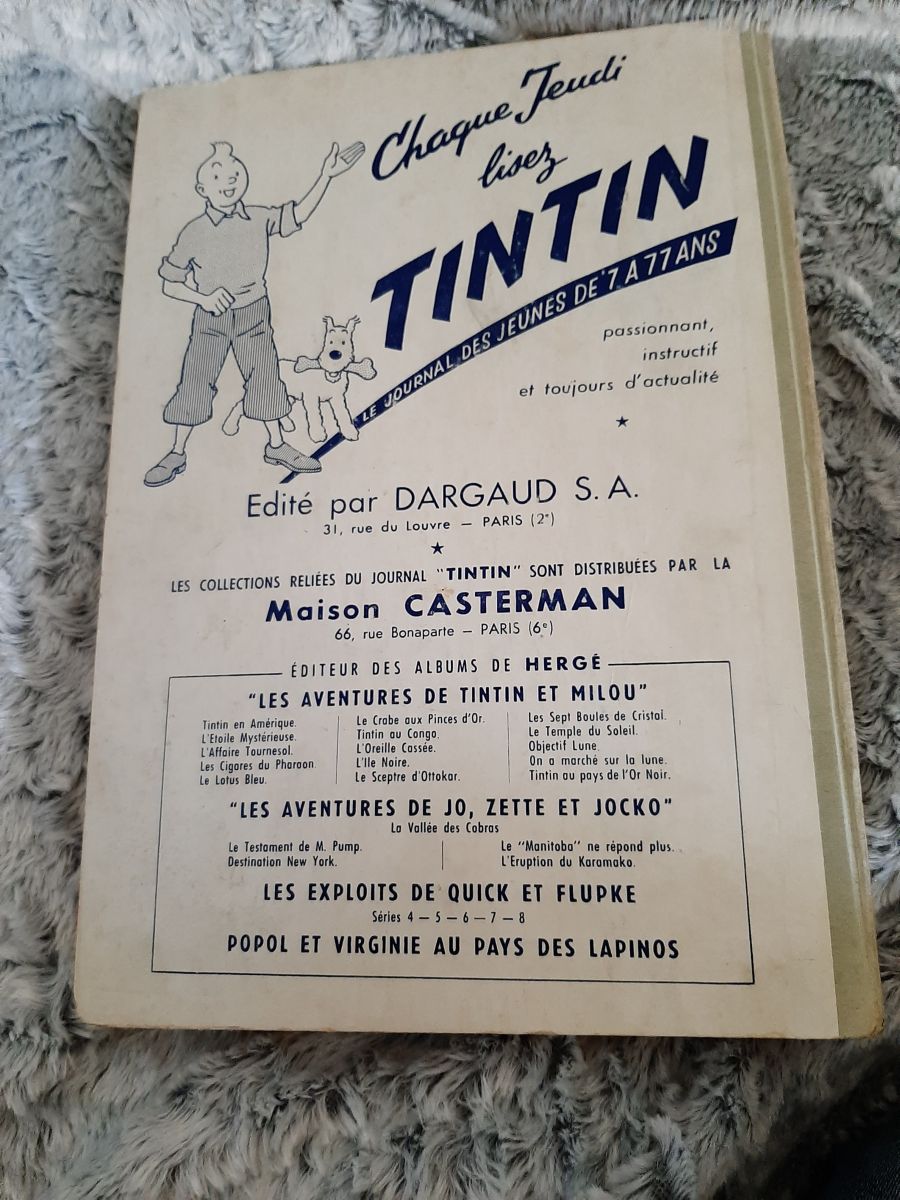 Chaque Jeudi
lisez
TINTIN
LE JOURNAL DES JEUNES DE 7 A 77 ANS
passionnant,
instructif
et toujours d'actualité
Edité par DARGAUD S. A.
31, rue du Louvre — PARIS (2e)
LES COLLECTIONS RELIÉES DU JOURNAL "TINTIN" SONT DISTRIBUÉES PAR LA
Maison CASTERMAN
66, rue Bonaparte — PARIS (6e)
ÉDITEUR DES ALBUMS DE HERGÉ
"LES AVENTURES DE TINTIN ET MILOU"
Tintin en Amérique.
L'Etoile Mystérieuse.
L'Affaire Tournesol.
Les Cigares du Pharaon.
Le Lotus Bleu.
Le Crabe aux Pinces d'Or.
Tintin au Congo.
L'Oreille Cassée.
L'Ile Noire.
Le Sceptre d'Ottokar.
Les Sept Boules de Cristal.
Le Temple du Soleil.
Objectif Lune.
On a marché sur la lune.
Tintin au pays de l'Or Noir.
"LES AVENTURES DE JO, ZETTE ET JOCKO"
La Vallée des Cobras
Le Testament de M. Pump.
Destination New York.
Le "Manitoba" ne répond plus.
L'Eruption du Karamako.
LES EXPLOITS DE QUICK ET FLUPKE
Séries 4 — 5 — 6 — 7 — 8
POPOL ET VIRGINIE AU PAYS DES LAPINOS